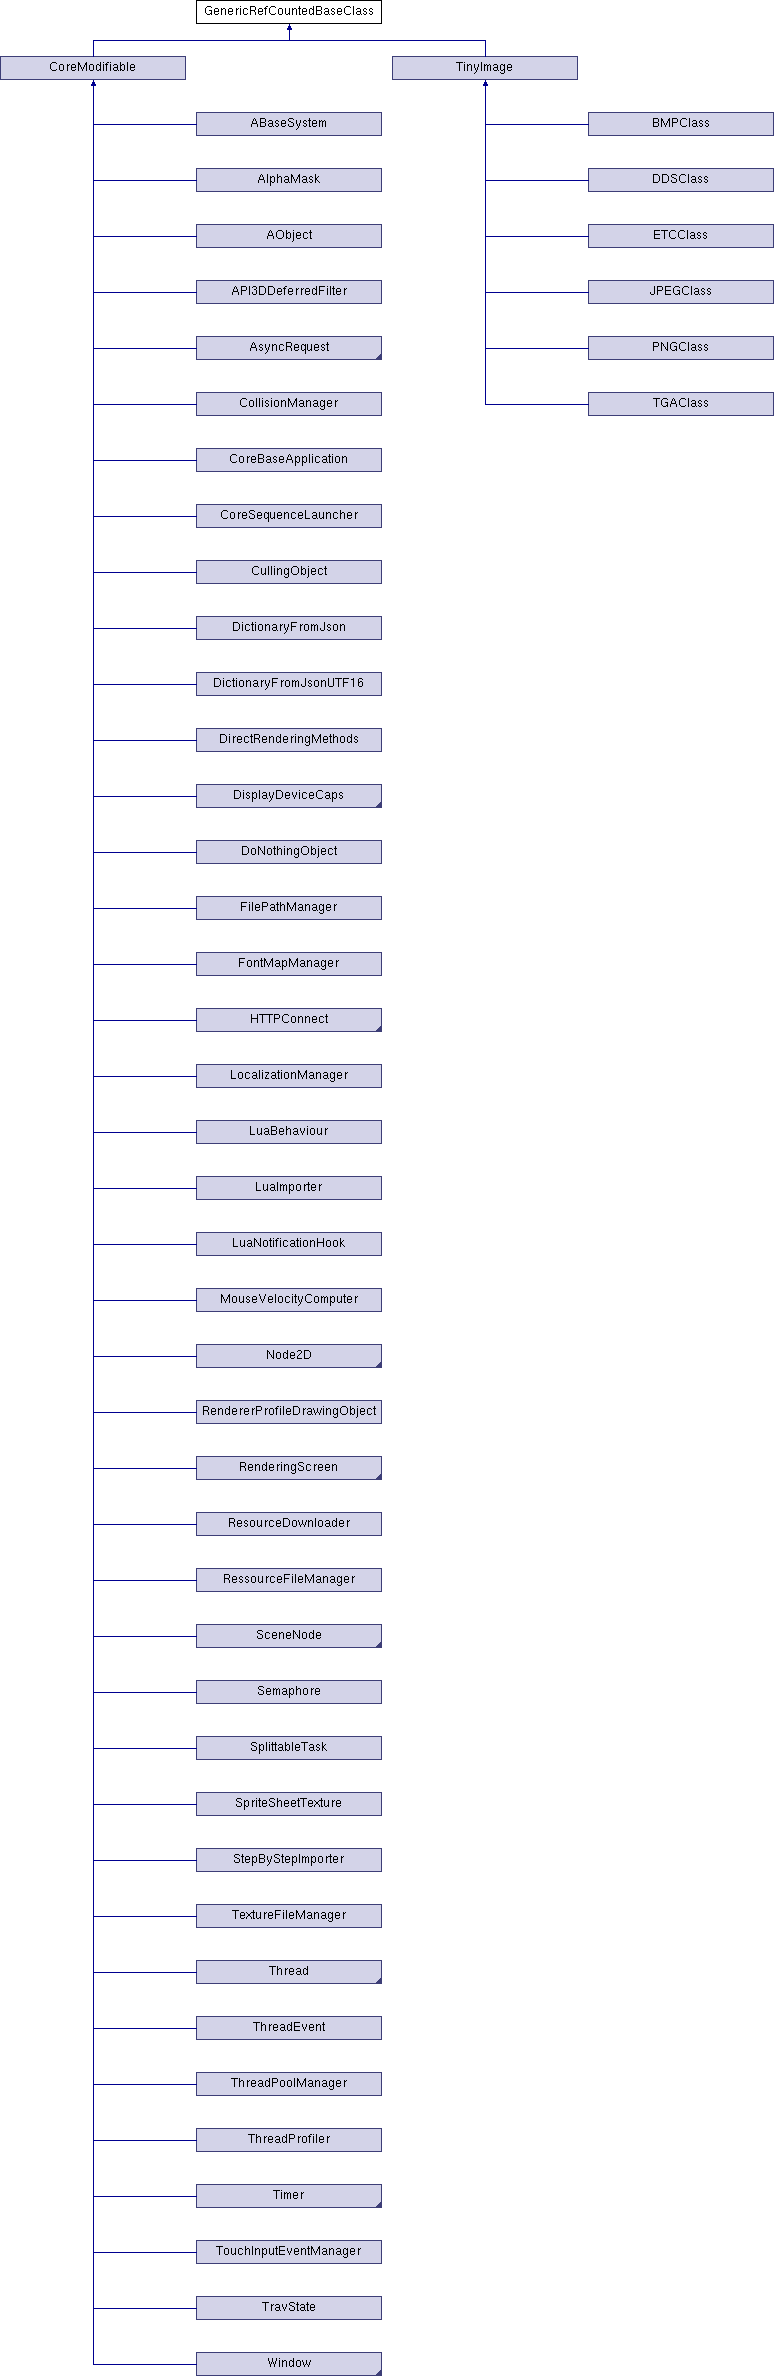 GenericRefCountedBaseClass
CoreModifiable
TinyImage
ABaseSystem
BMPClass
AlphaMask
DDSClass
AObject
ETCClass
API3DDeferredFilter
JPEGClass
AsyncRequest
PNGClass
CollisionManager
TGAClass
CoreBaseApplication
CoreSequenceLauncher
CullingObject
DictionaryFromJson
DictionaryFromJsonUTF16
DirectRenderingMethods
DisplayDeviceCaps
DoNothingObject
FilePathManager
FontMapManager
HTTPConnect
LocalizationManager
LuaBehaviour
LuaImporter
LuaNotificationHook
MouseVelocityComputer
Node2D
RendererProfileDrawingObject
RenderingScreen
ResourceDownloader
RessourceFileManager
SceneNode
Semaphore
SplittableTask
SpriteSheetTexture
StepByStepImporter
TextureFileManager
Thread
ThreadEvent
ThreadPoolManager
ThreadProfiler
Timer
TouchInputEventManager
TravState
Window